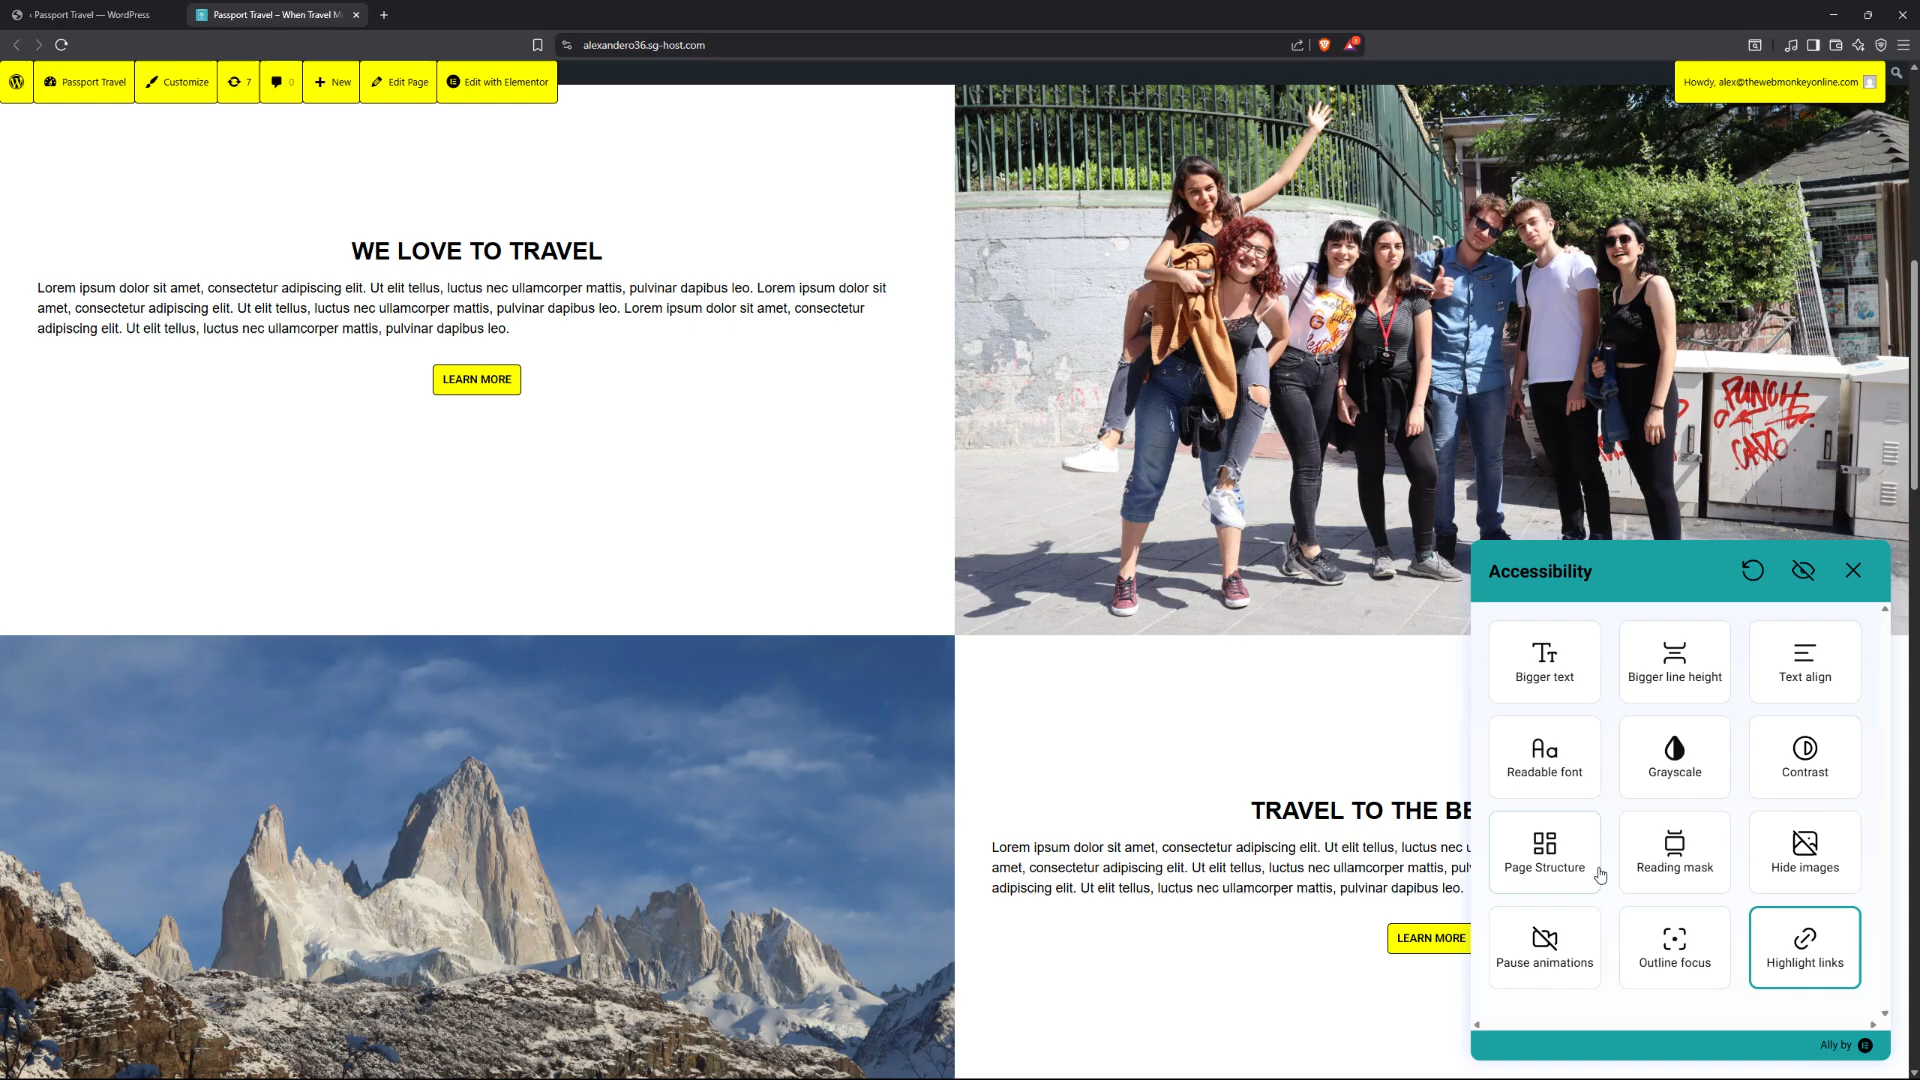 ‹ Passport Travel — WordPress
Passport Travel – When Travel M
alexandero36.sg-host.com
Passport Travel
Customize
7
0
New
Edit Page
Edit with Elementor
Howdy, alex@thewebmonkeyonline.com
WE LOVE TO TRAVEL
Lorem ipsum dolor sit amet, consectetur adipiscing elit. Ut elit tellus, luctus nec ullamcorper mattis, pulvinar dapibus leo. Lorem ipsum dolor sit
amet, consectetur adipiscing elit. Ut elit tellus, luctus nec ullamcorper mattis, pulvinar dapibus leo. Lorem ipsum dolor sit amet, consectetur
adipiscing elit. Ut elit tellus, luctus nec ullamcorper mattis, pulvinar dapibus leo.
LEARN MORE
PUNCH
CARCO
TRAVEL TO THE BE
Lorem ipsum dolor sit amet, consectetur adipiscing elit. Ut elit tellus, luctus nec u
amet, consectetur adipiscing elit. Ut elit tellus, luctus nec ullamcorper mattis, pul
adipiscing elit. Ut elit tellus, luctus nec ullamcorper mattis, pulvinar dapibus leo.
LEARN MORE
Accessibility
Bigger text
Bigger line height
Text align
Readable font
Grayscale
Contrast
Page Structure
Reading mask
Hide images
Pause animations
Outline focus
Highlight links
Ally by